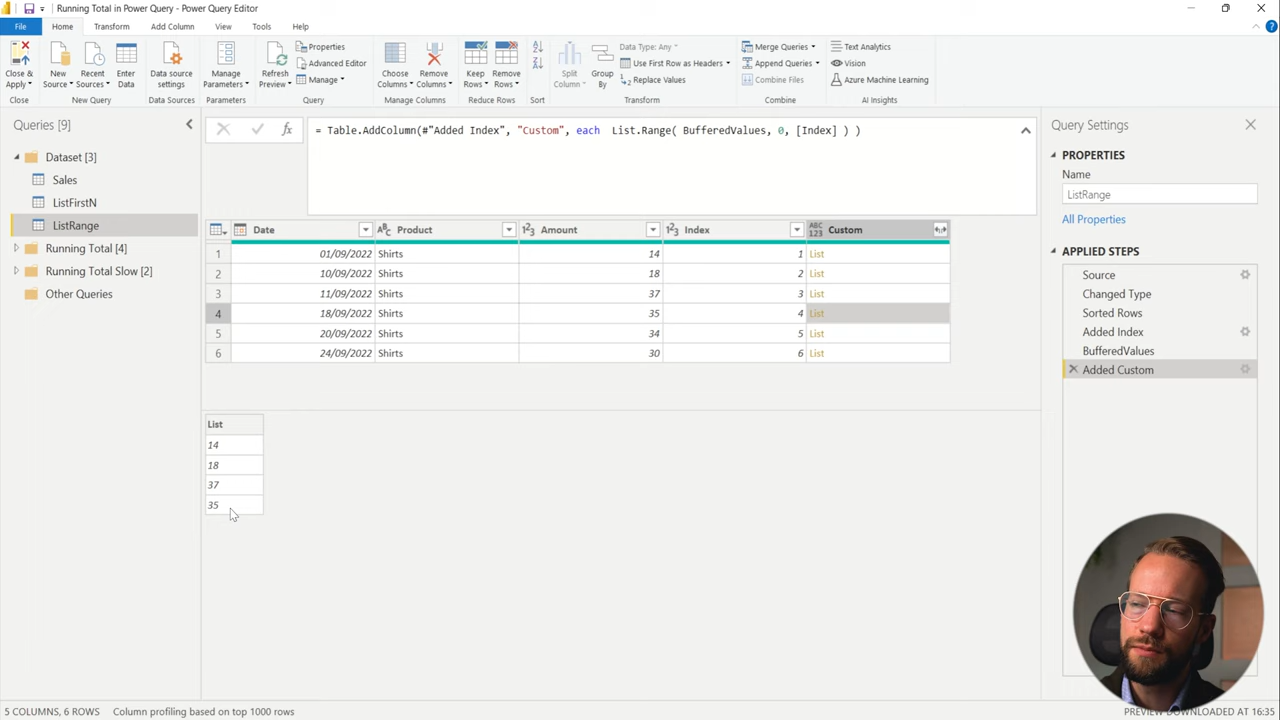 Running Total in Power Query - Power Query Editor
File Home Transform Add Column View Tools Help
Close & Apply
New Source
Recent Sources
Enter Data
Data source settings
Manage Parameters
Refresh Preview
Properties
Advanced Editor
Manage
Choose Columns
Remove Columns
Keep Rows
Remove Rows
Split Column
Group By
Data Type: Any
Use First Row as Headers
Replace Values
Merge Queries
Append Queries
Combine Files
Text Analytics
Vision
Azure Machine Learning
Close New Query Data Sources Parameters Query Manage Columns Reduce Rows Sort Transform Combine AI Insights
Queries [9]
Dataset [3]
Sales
ListFirstN
ListRange
Running Total [4]
Running Total Slow [2]
Other Queries
fx = Table.AddColumn(#"Added Index", "Custom", each List.Range( BufferedValues, 0, [Index] ) )
Date ABC Product 123 Amount 123 Index ABC 123 Custom
1 01/09/2022 Shirts 14 1 List
2 10/09/2022 Shirts 18 2 List
3 11/09/2022 Shirts 37 3 List
4 18/09/2022 Shirts 35 4 List
5 20/09/2022 Shirts 34 5 List
6 24/09/2022 Shirts 30 6 List
List
14
18
37
35
Query Settings
PROPERTIES
Name
ListRange
All Properties
APPLIED STEPS
Source
Changed Type
Sorted Rows
Added Index
BufferedValues
Added Custom
5 COLUMNS, 6 ROWS Column profiling based on top 1000 rows
PREVIEW DOWNLOADED AT 16:35